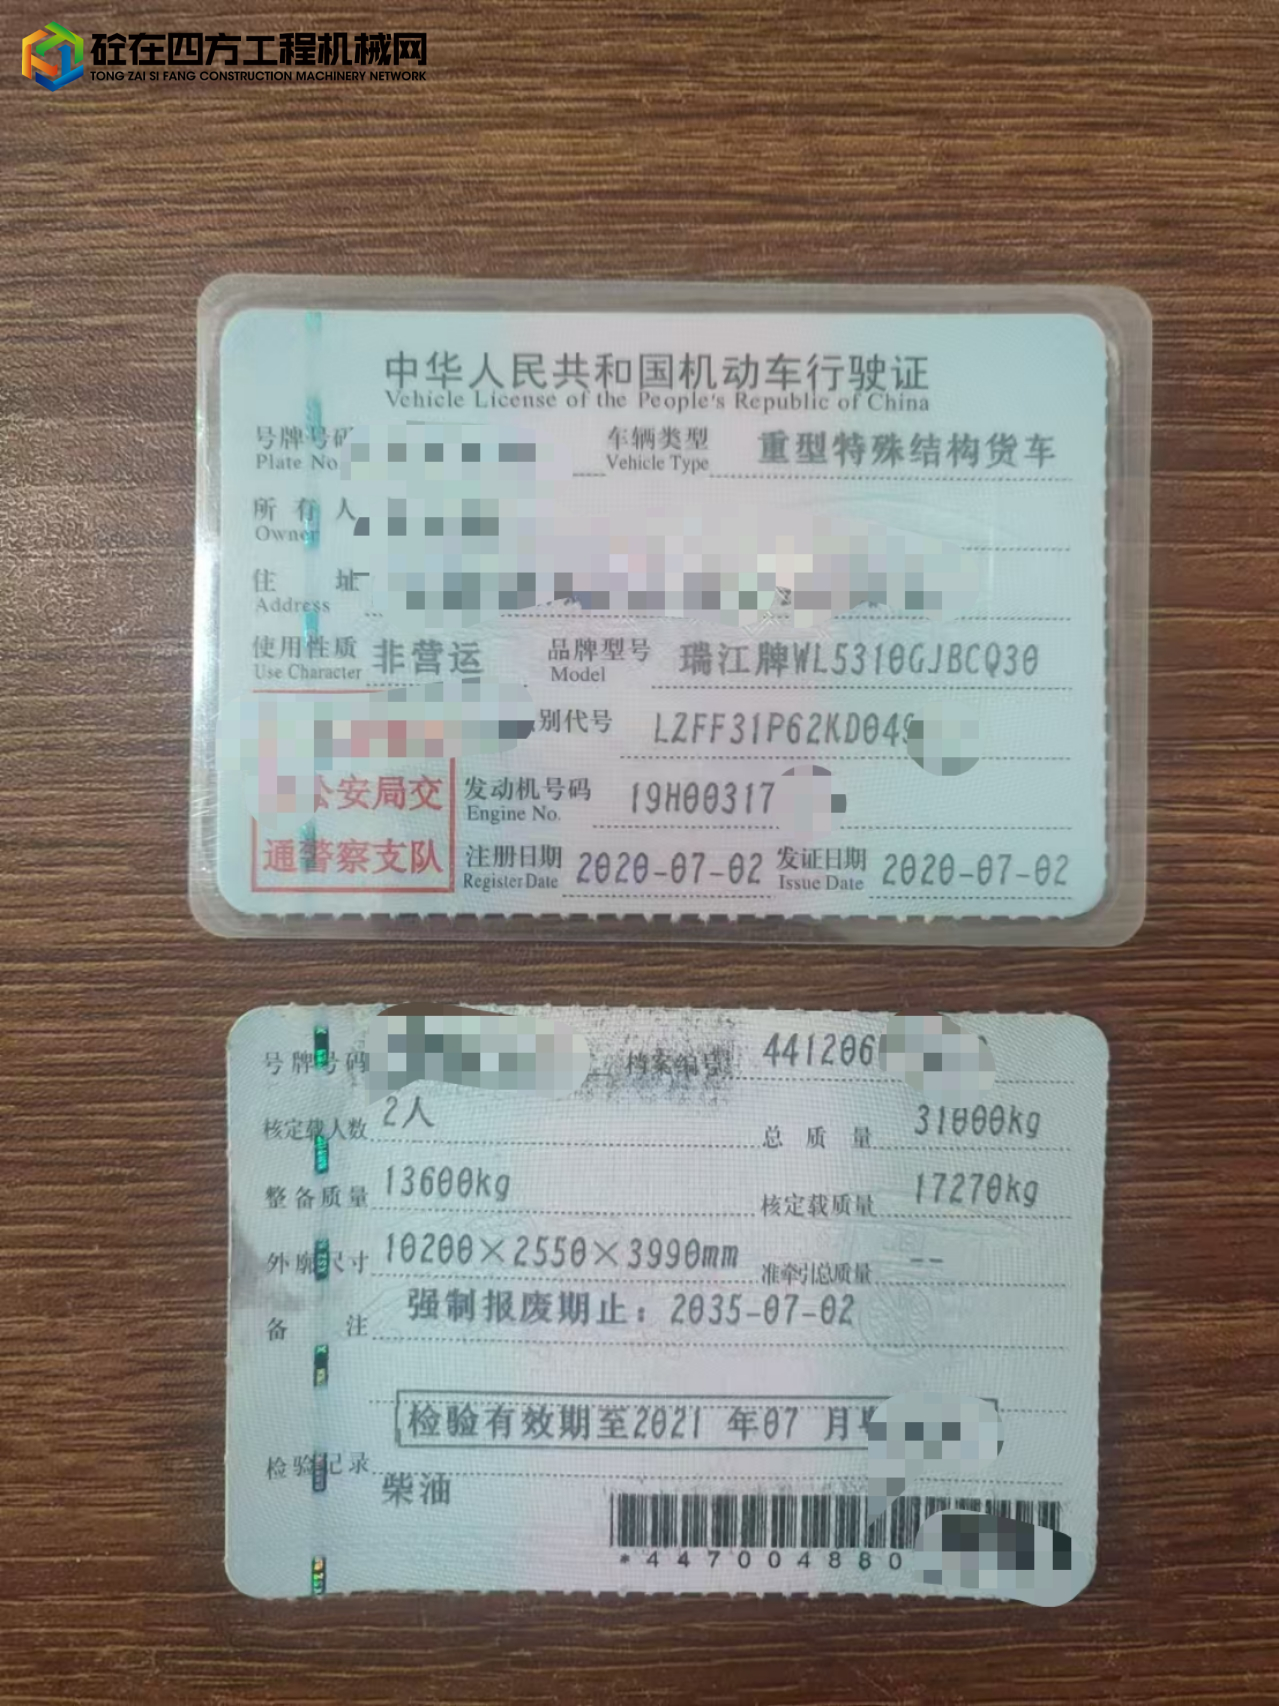 砼在四方工程机械网
TONG ZAI SI FANG CONSTRUCTION MACHINERY NETWORK
中华人民共和国机动车行驶证
Vehicle License of the People's Republic of China
号牌号码 车辆类型 重型特殊结构货车
Plate No. Vehicle Type
所有人
Owner
住址
Address
使用性质 非营运 品牌型号 瑞江牌WL5310GJBCQ30
Use Character Model
别代号 LZFF31P62KD049
公安局交 发动机号码 19H00317
Engine No.
通警察支队 注册日期 2020-07-02 发证日期 2020-07-02
Register Date Issue Date
号牌号码 档案编号 4412060
核定载人数 2人 总质量 31000kg
整备质量 13600kg 核定载质量 17270kg
外廓尺寸 10200×2550×3990mm 准牵引总质量 --
备注 强制报废期止：2035-07-02
检验有效期至2021 年07 月
检验记录
柴油
*447004880